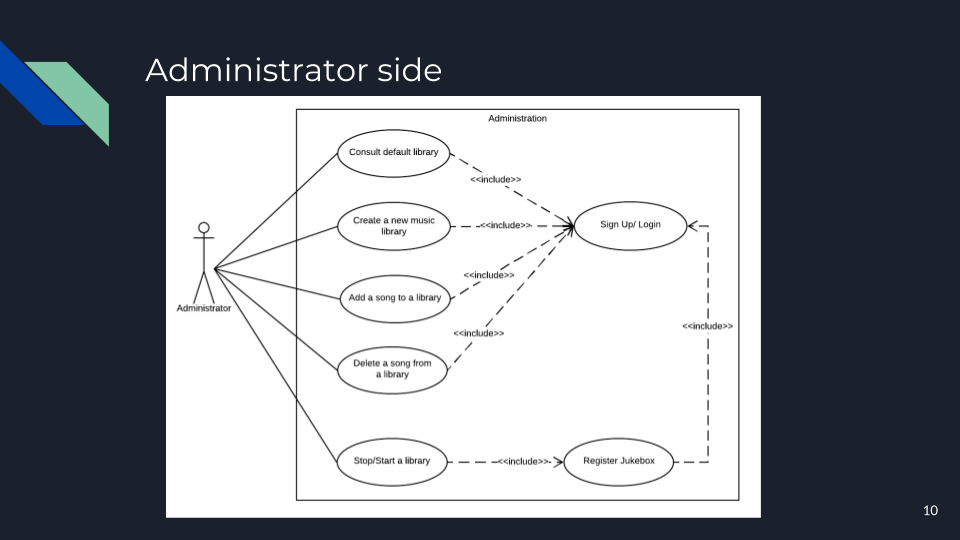 Administrator side
Administration
Consult default library
<<include>>
Create a new music
library
<<include>>
Sign Up/ Login
<<include>>
Add a song to a library
Administrator
<<include>>
<<include>>
Delete a song from
a library
Stop/Start a library
<<include>>
Register Jukebox
10